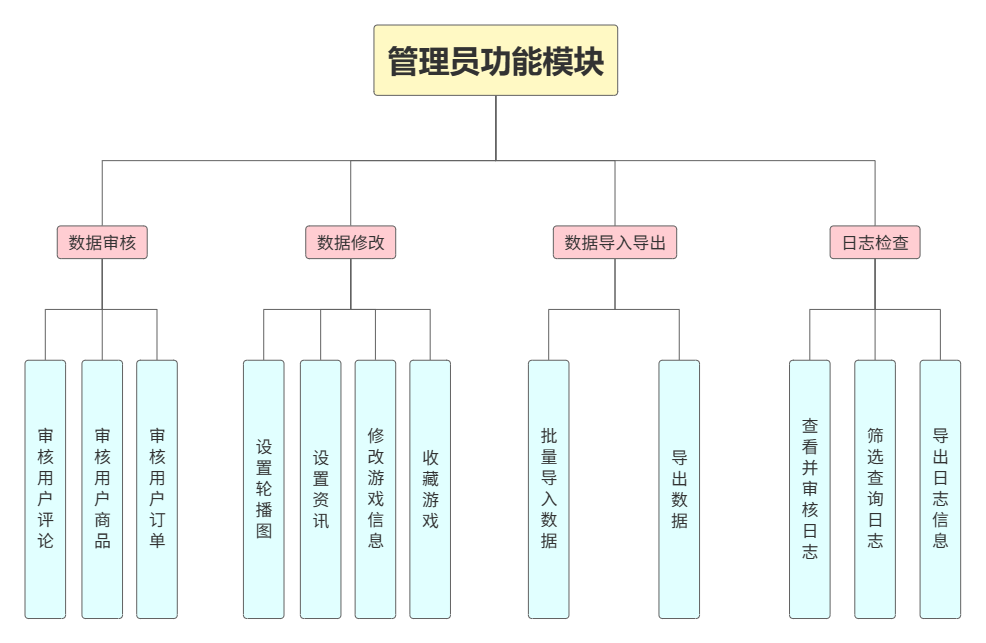 管理员功能模块
数据审核
数据修改
数据导入导出
日志检查
审核用户评论
审核用户商品
审核用户订单
设置轮播图
设置资讯
修改游戏信息
收藏游戏
批量导入数据
导出数据
查看并审核日志
筛选查询日志
导出日志信息